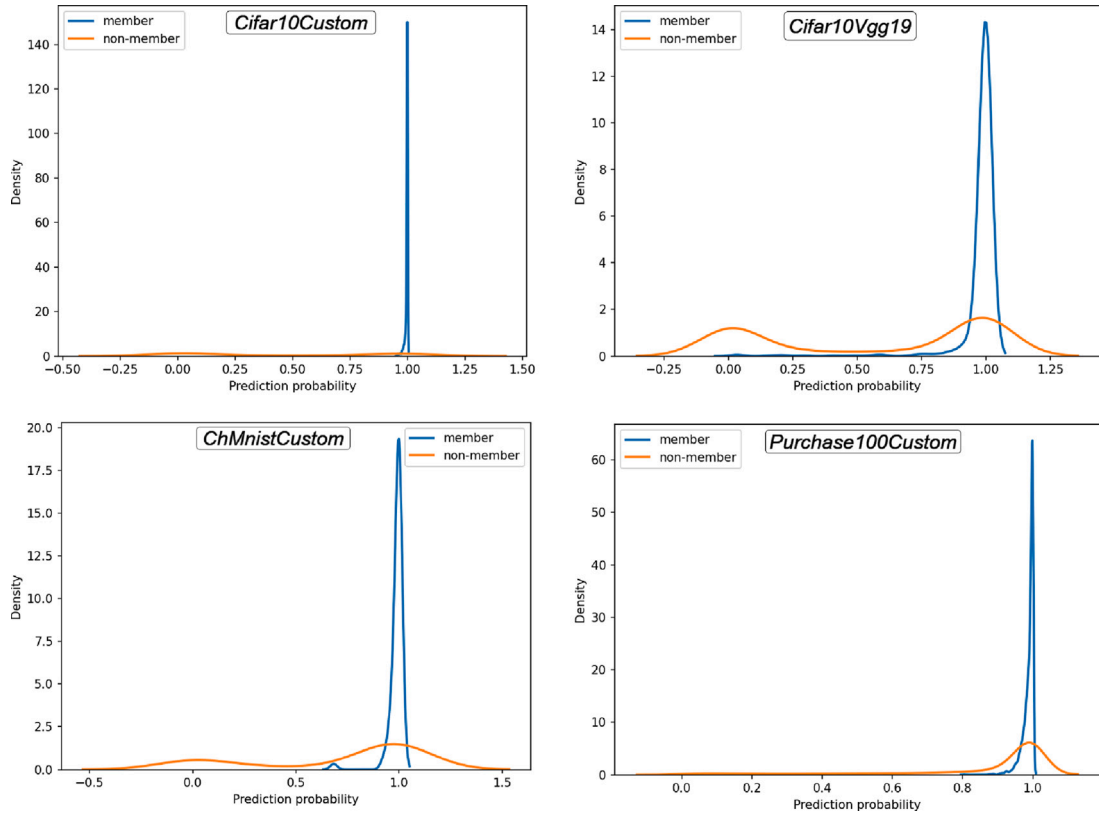 Cifar10Custom
member
non-member
140
120
100
80
60
40
20
0
Density
-0.50 -0.25 0.00 0.25 0.50 0.75 1.00 1.25 1.50
Prediction probability
Cifar10Vgg19
member
non-member
14
12
10
8
6
4
2
0
Density
-0.25 0.00 0.25 0.50 0.75 1.00 1.25
Prediction probability
ChMnistCustom
member
non-member
20.0
17.5
15.0
12.5
10.0
7.5
5.0
2.5
0.0
Density
-0.5 0.0 0.5 1.0 1.5
Prediction probability
Purchase100Custom
member
non-member
60
50
40
30
20
10
0
Density
0.0 0.2 0.4 0.6 0.8 1.0
Prediction probability